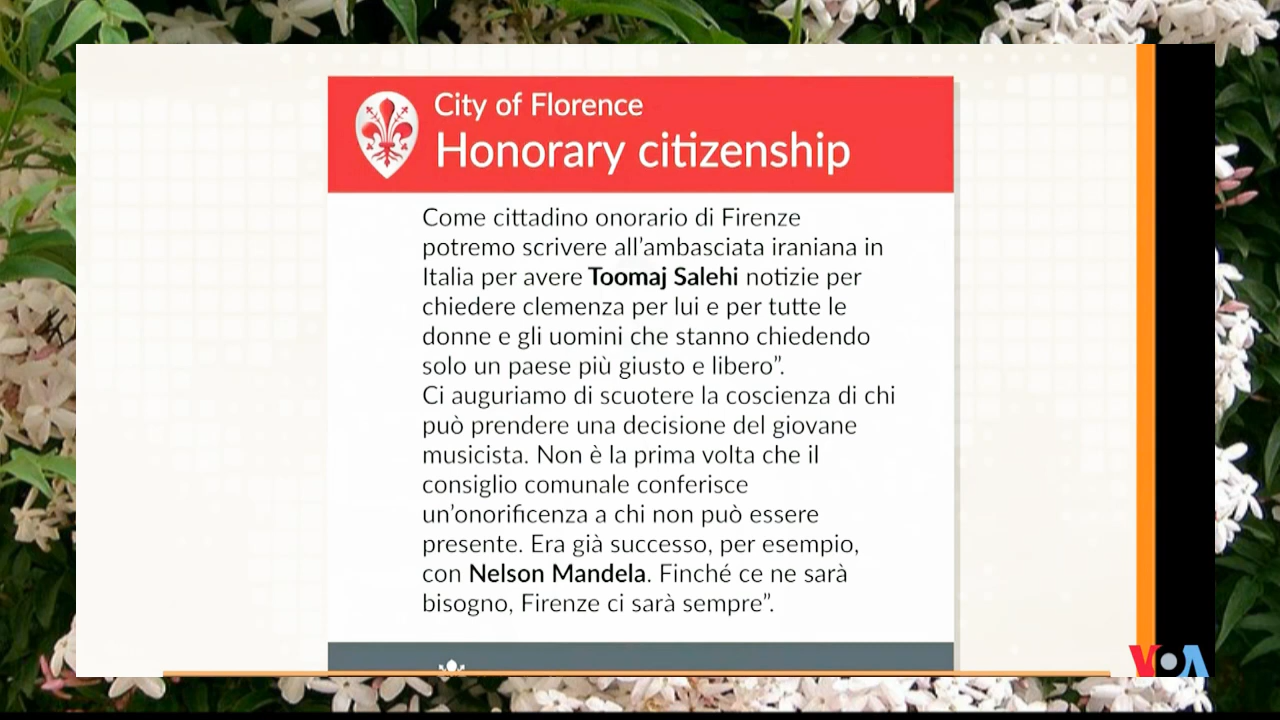 City of Florence
Honorary citizenship
Come cittadino onorario di Firenze
potremo scrivere all’ambasciata iraniana in
Italia per avere Toomaj Salehi notizie per
chiedere clemenza per lui e per tutte le
donne e gli uomini che stanno chiedendo
solo un paese più giusto e libero”.
Ci auguriamo di scuotere la coscienza di chi
può prendere una decisione del giovane
musicista. Non è la prima volta che il
consiglio comunale conferisce
un’onorificenza a chi non può essere
presente. Era già successo, per esempio,
con Nelson Mandela. Finché ce ne sarà
bisogno, Firenze ci sarà sempre”.
VOA